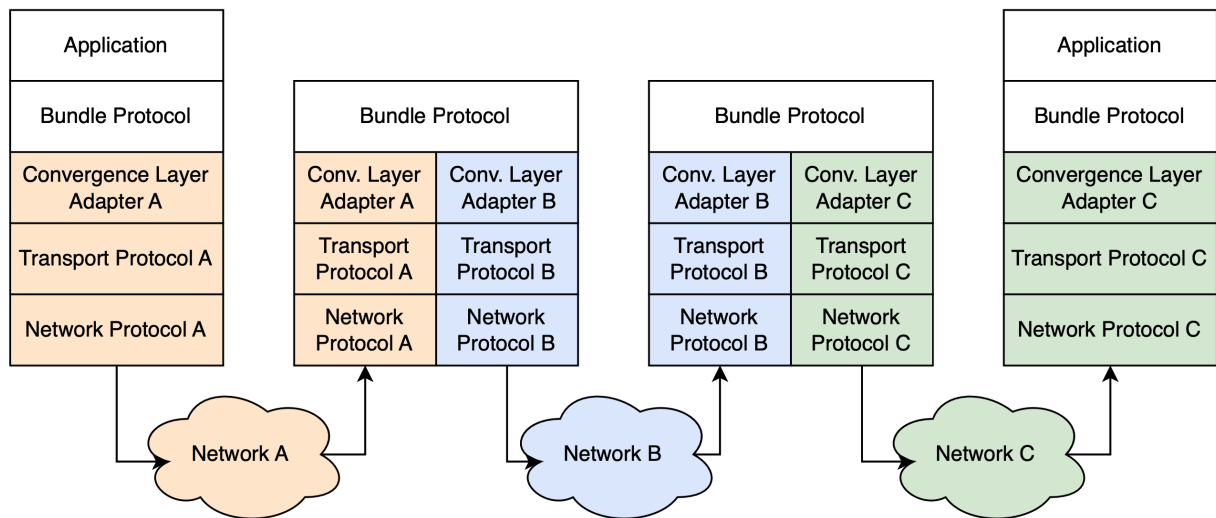 Application
Bundle Protocol
Convergence Layer
Adapter A
Transport Protocol A
Network Protocol A
Bundle Protocol
Conv. Layer
Adapter A
Conv. Layer
Adapter B
Transport
Protocol A
Transport
Protocol B
Network
Protocol A
Network
Protocol B
Bundle Protocol
Conv. Layer
Adapter B
Conv. Layer
Adapter C
Transport
Protocol B
Transport
Protocol C
Network
Protocol B
Network
Protocol C
Application
Bundle Protocol
Convergence Layer
Adapter C
Transport Protocol C
Network Protocol C
Network A
Network B
Network C